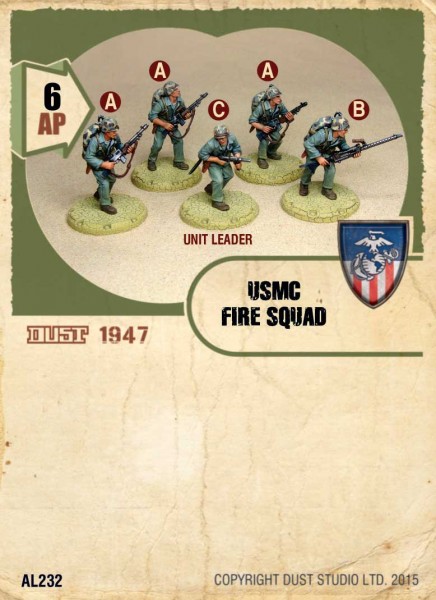 6
AP
A
A
A
C
B
UNIT LEADER
USMC
FIRE SQUAD
DUST 1947
AL232
COPYRIGHT DUST STUDIO LTD. 2015